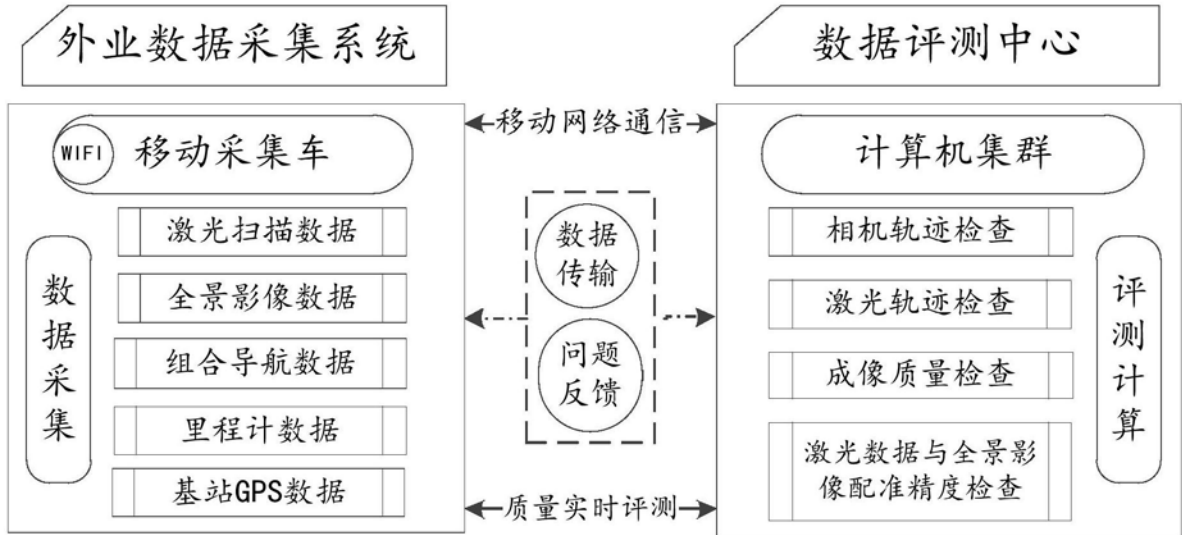 外业数据采集系统
数据评测中心
移动网络通信
WIFI
移动采集车
计算机集群
数据采集
激光扫描数据
全景影像数据
组合导航数据
里程计数据
基站GPS数据
数据
传输
问题
反馈
相机轨迹检查
激光轨迹检查
成像质量检查
激光数据与全景影
像配准精度检查
评测计算
质量实时评测